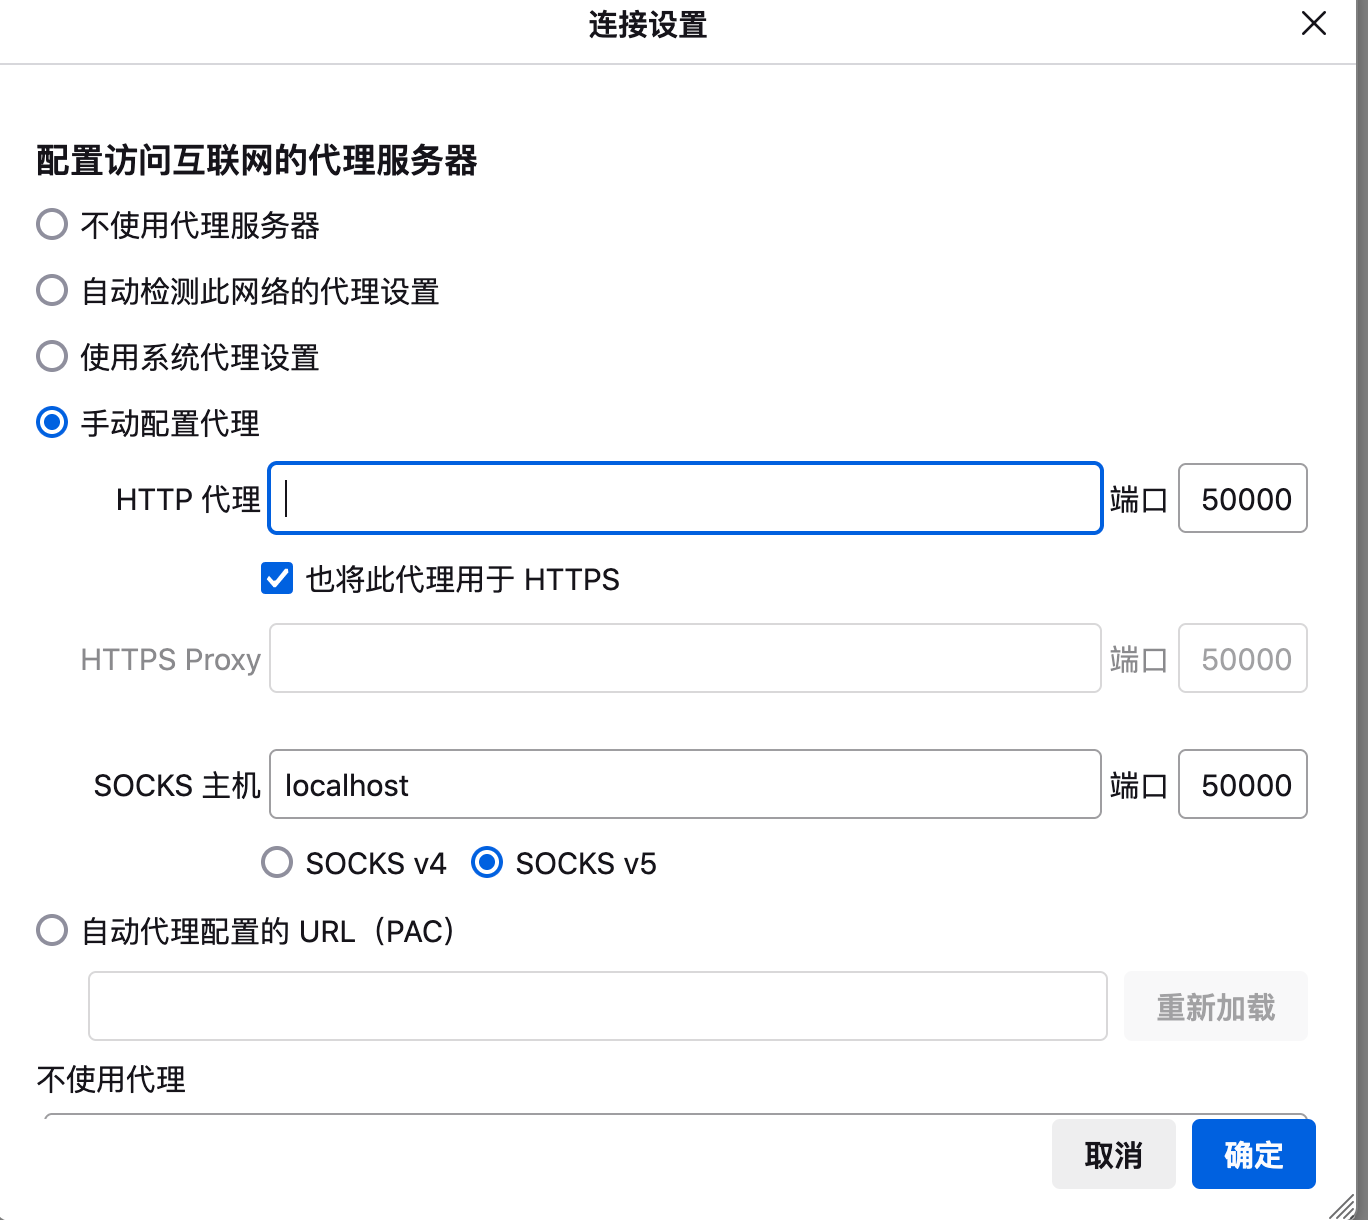 连接设置
配置访问互联网的代理服务器
不使用代理服务器
自动检测此网络的代理设置
使用系统代理设置
手动配置代理
HTTP 代理 端口 50000
也将此代理用于 HTTPS
HTTPS Proxy 端口 50000
SOCKS 主机 localhost 端口 50000
SOCKS v4 SOCKS v5
自动代理配置的 URL（PAC）
重新加载
不使用代理
取消 确定